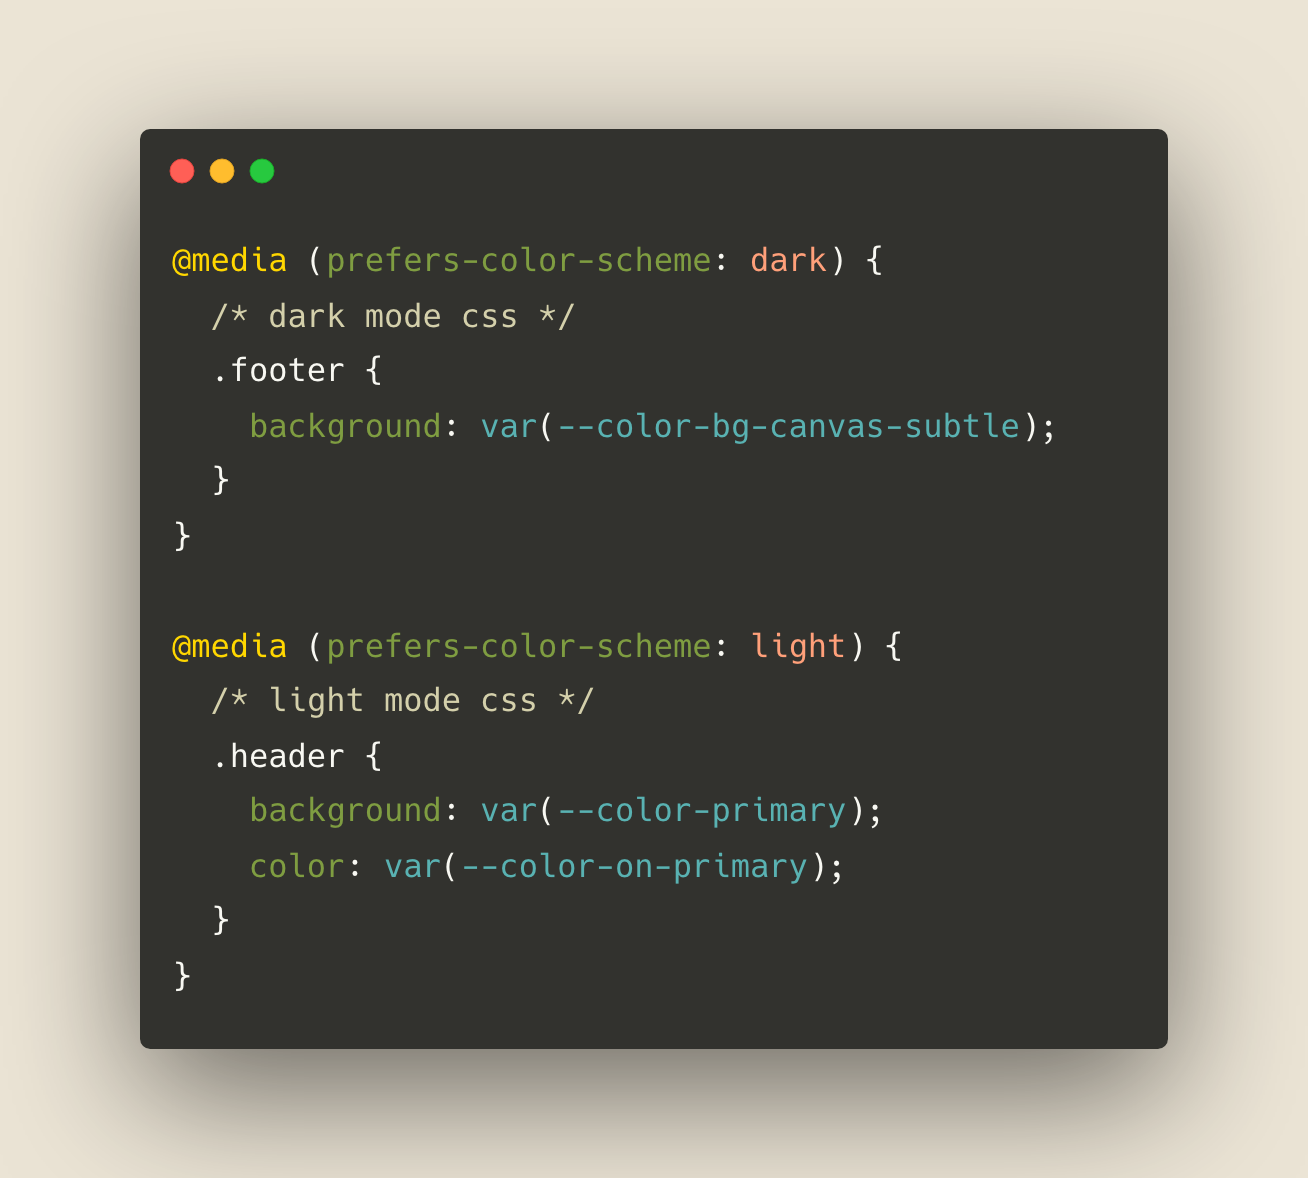 @media (prefers-color-scheme: dark) {
  /* dark mode css */
  .footer {
    background: var(--color-bg-canvas-subtle);
  }
}

@media (prefers-color-scheme: light) {
  /* light mode css */
  .header {
    background: var(--color-primary);
    color: var(--color-on-primary);
  }
}